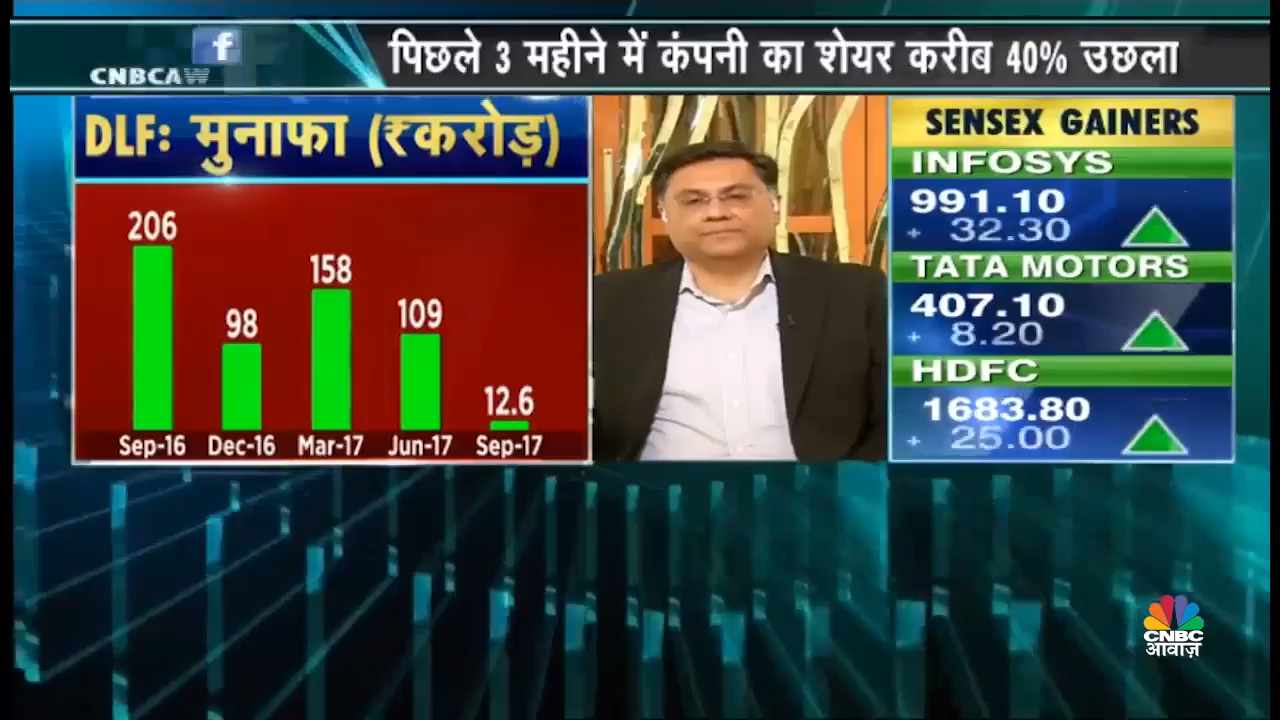 CNBCAW
पिछले 3 महीने में कंपनी का शेयर करीब 40% उछला
DLF: मुनाफा (₹करोड़)
206
98
158
109
12.6
Sep-16 Dec-16 Mar-17 Jun-17 Sep-17
SENSEX GAINERS
INFOSYS
991.10
+ 32.30
TATA MOTORS
407.10
+ 8.20
HDFC
1683.80
+ 25.00
CNBC
आवाज़